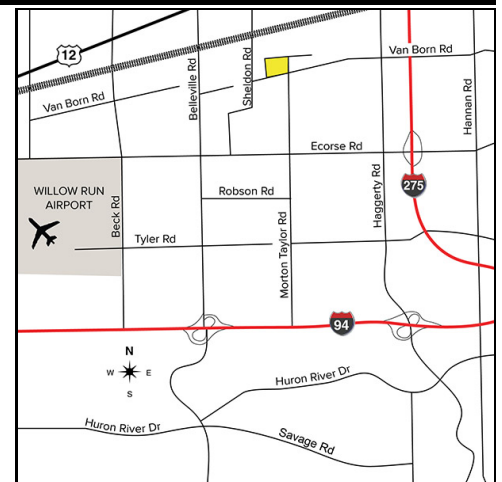 12
Van Born Rd
Van Born Rd
Belleville Rd
Sheldon Rd
Hannan Rd
Ecorse Rd
275
WILLOW RUN
AIRPORT
Beck Rd
Robson Rd
Haggerty Rd
Morton Taylor Rd
Tyler Rd
94
N
W E
S
Huron River Dr
Huron River Dr
Savage Rd